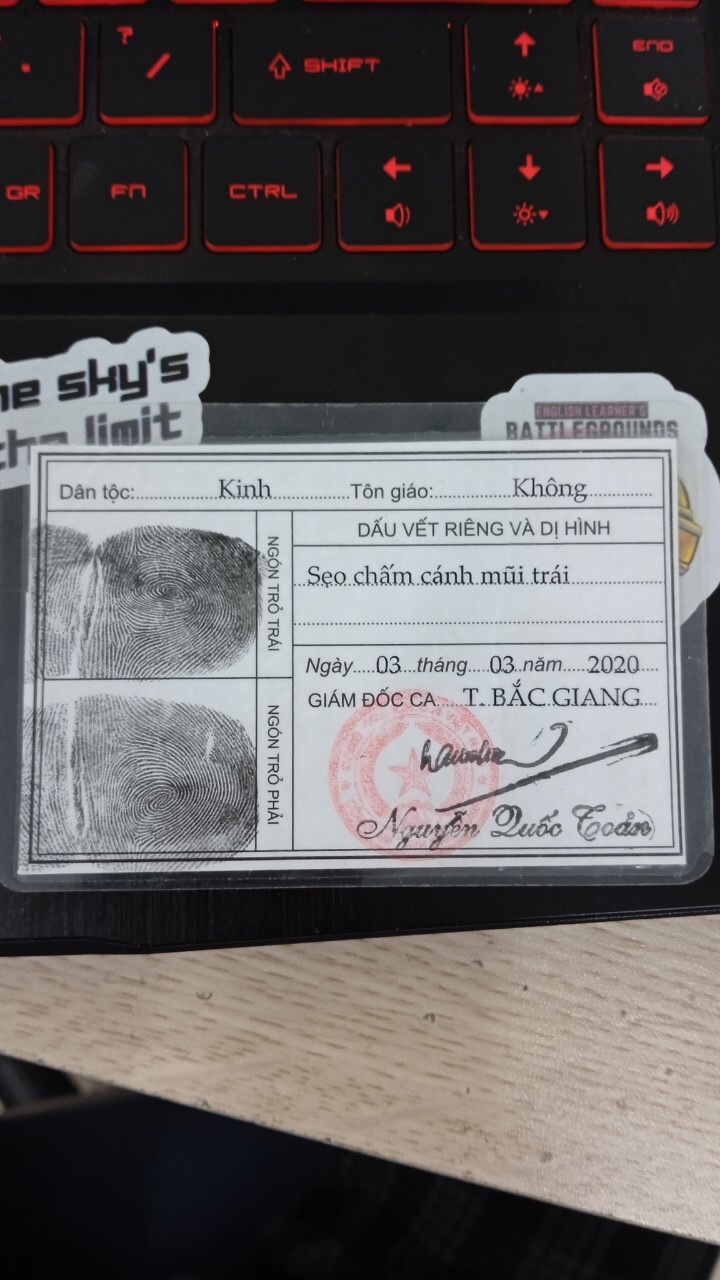 ? END
. / SHIFT
GR FN CTRL
he sky's
the limit
ENGLISH LEARNER'S
BATTLEGROUNDS
Dân tộc:..........Kinh..........Tôn giáo:..........Không..........
NGÓN TRỎ TRÁI
DẤU VẾT RIÊNG VÀ DỊ HÌNH
Sẹo chấm cánh mũi trái
Ngày....03...tháng....03.năm....2020....
GIÁM ĐỐC CA....T. BẮC GIANG
NGÓN TRỎ PHẢI
Nguyễn Quốc Toản